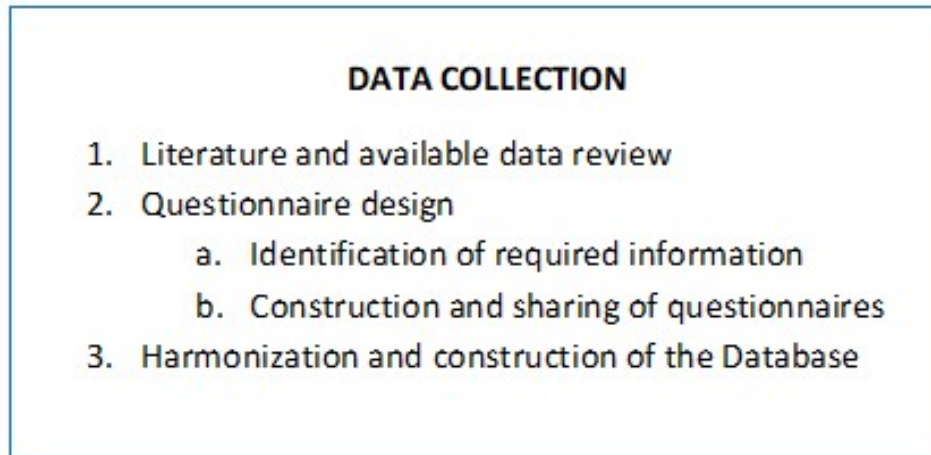 DATA COLLECTION
1. Literature and available data review
2. Questionnaire design
a. Identification of required information
b. Construction and sharing of questionnaires
3. Harmonization and construction of the Database